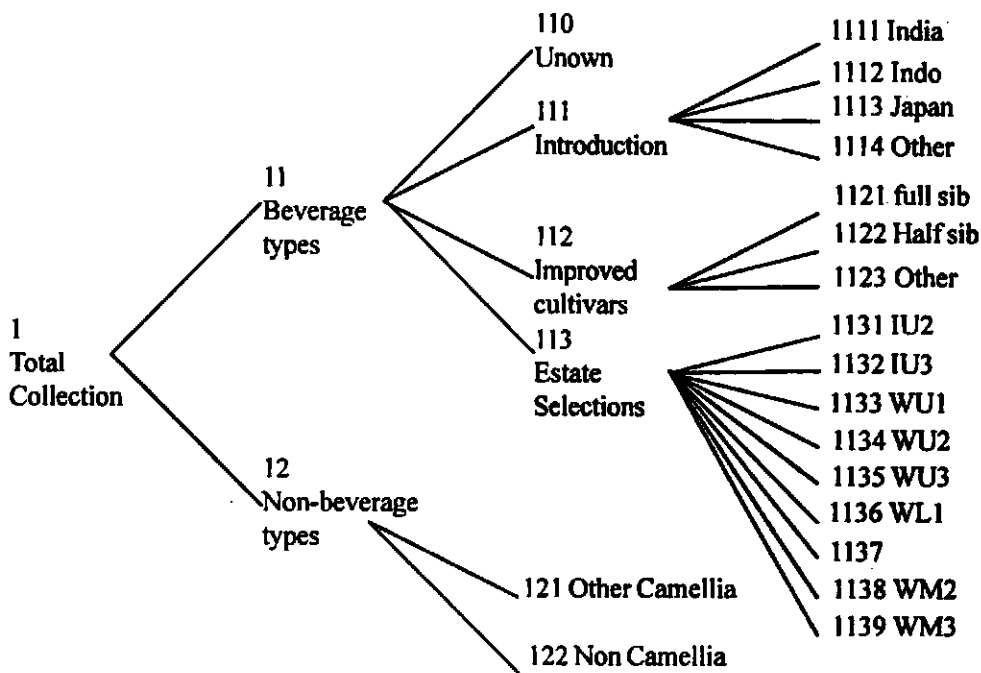 1
Total
Collection
11
Beverage
types
12
Non-beverage
types
110
Unown
111
Introduction
112
Improved
cultivars
113
Estate
Selections
121 Other Camellia
122 Non Camellia
1111 India
1112 Indo
1113 Japan
1114 Other
1121 full sib
1122 Half sib
1123 Other
1131 IU2
1132 IU3
1133 WU1
1134 WU2
1135 WU3
1136 WL1
1137
1138 WM2
1139 WM3